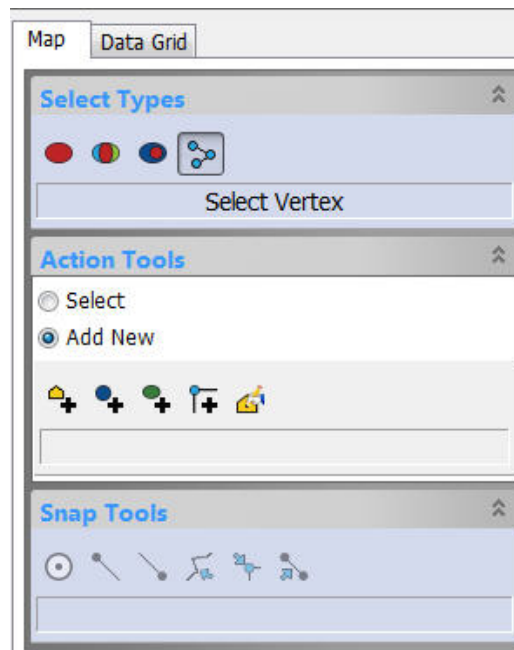 Map
Data Grid
Select Types
Select Vertex
Action Tools
Select
Add New
Snap Tools